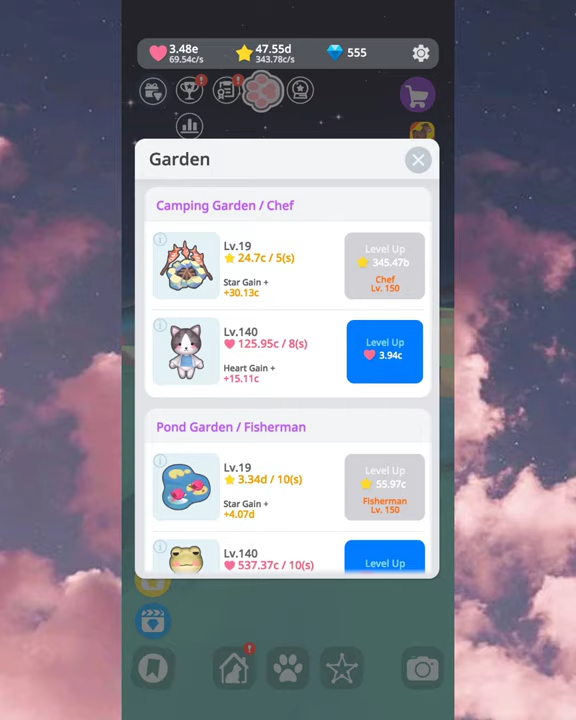 3.48e
69.54c/s
47.55d
343.78c/s
555
Garden
Camping Garden / Chef
Lv.19
24.7c / 5(s)
Star Gain +
+30.13c
Level Up
345.47b
Chef
Lv. 150
Lv.140
125.95c / 8(s)
Heart Gain +
+15.11c
Level Up
3.94c
Pond Garden / Fisherman
Lv.19
3.34d / 10(s)
Star Gain +
+4.07d
Level Up
55.97c
Fisherman
Lv. 150
Lv.140
537.37c / 10(s)
Level Up